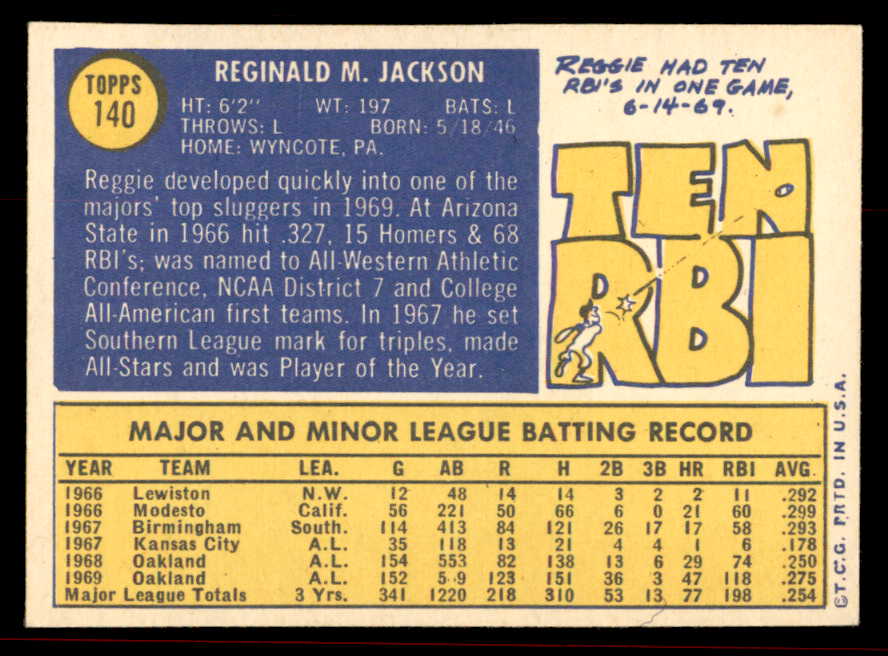 TOPPS
140
REGINALD M. JACKSON
HT: 6'2" WT: 197 BATS: L
THROWS: L BORN: 5/18/46
HOME: WYNCOTE, PA.
Reggie developed quickly into one of the
majors' top sluggers in 1969. At Arizona
State in 1966 hit .327, 15 Homers & 68
RBI's; was named to All-Western Athletic
Conference, NCAA District 7 and College
All-American first teams. In 1967 he set
Southern League mark for triples, made
All-Stars and was Player of the Year.
REGGIE HAD TEN
RBI'S IN ONE GAME,
6-14-69.
TEN
RBI
MAJOR AND MINOR LEAGUE BATTING RECORD
YEAR TEAM LEA. G AB R H 2B 3B HR RBI AVG.
1966 Lewiston N.W. 12 48 14 14 3 2 2 11 .292
1966 Modesto Calif. 56 221 50 66 6 0 21 60 .299
1967 Birmingham South. 114 413 84 121 26 17 17 58 .293
1967 Kansas City A.L. 35 118 13 21 4 4 1 6 .178
1968 Oakland A.L. 154 553 82 138 13 6 29 74 .250
1969 Oakland A.L. 152 123 151 36 3 47 118 .275
Major League Totals 3 Yrs. 341 1220 218 310 53 13 77 198 .254
©T.C.G. PRTD. IN U.S.A.